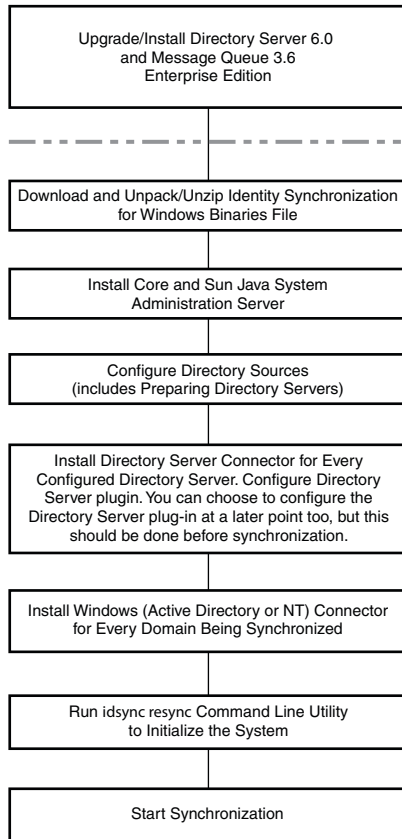 Upgrade/Install Directory Server 6.0
and Message Queue 3.6
Enterprise Edition
Download and Unpack/Unzip Identity Synchronization
for Windows Binaries File
Install Core and Sun Java System
Administration Server
Configure Directory Sources
(includes Preparing Directory Servers)
Install Directory Server Connector for Every
Configured Directory Server. Configure Directory
Server plugin. You can choose to configure the
Directory Server plug-in at a later point too, but this
should be done before synchronization.
Install Windows (Active Directory or NT) Connector
for Every Domain Being Synchronized
Run idsync resync Command Line Utility
to Initialize the System
Start Synchronization